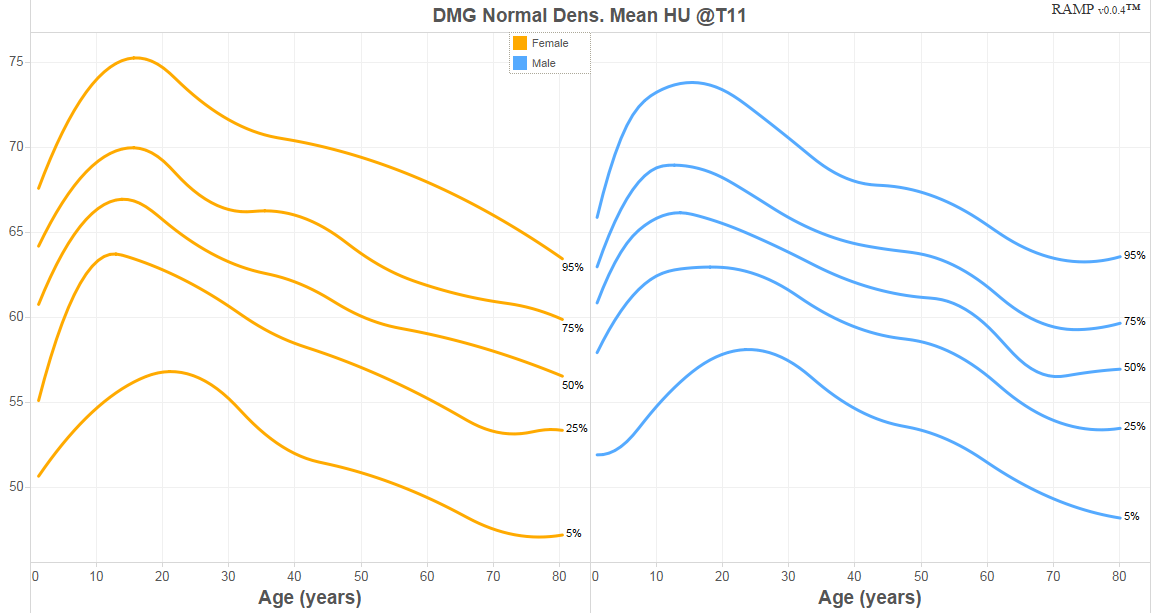 DMG Normal Dens. Mean HU @T11
RAMP v0.0.4™
Female
Male
75
70
65
60
55
50
95%
75%
50%
25%
5%
95%
75%
50%
25%
5%
0 10 20 30 40 50 60 70 80
0 10 20 30 40 50 60 70 80
Age (years)
Age (years)